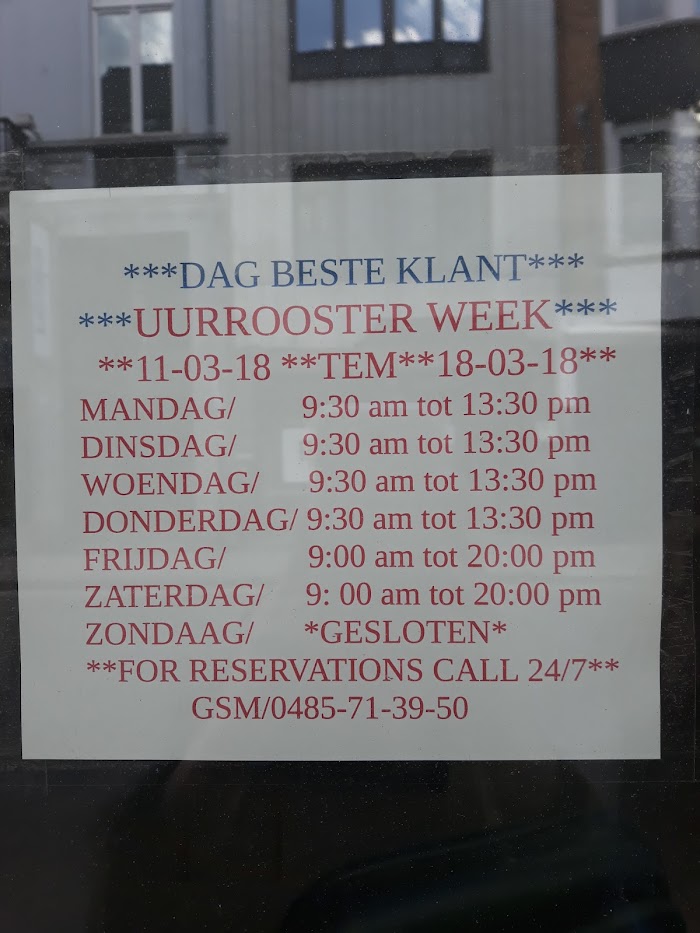 ***DAG BESTE KLANT***
***UURROOSTER WEEK***
**11-03-18 **TEM**18-03-18**
MANDAG/ 9:30 am tot 13:30 pm
DINSDAG/ 9:30 am tot 13:30 pm
WOENDAG/ 9:30 am tot 13:30 pm
DONDERDAG/ 9:30 am tot 13:30 pm
FRIJDAG/ 9:00 am tot 20:00 pm
ZATERDAG/ 9: 00 am tot 20:00 pm
ZONDAAG/ *GESLOTEN*
**FOR RESERVATIONS CALL 24/7**
GSM/0485-71-39-50